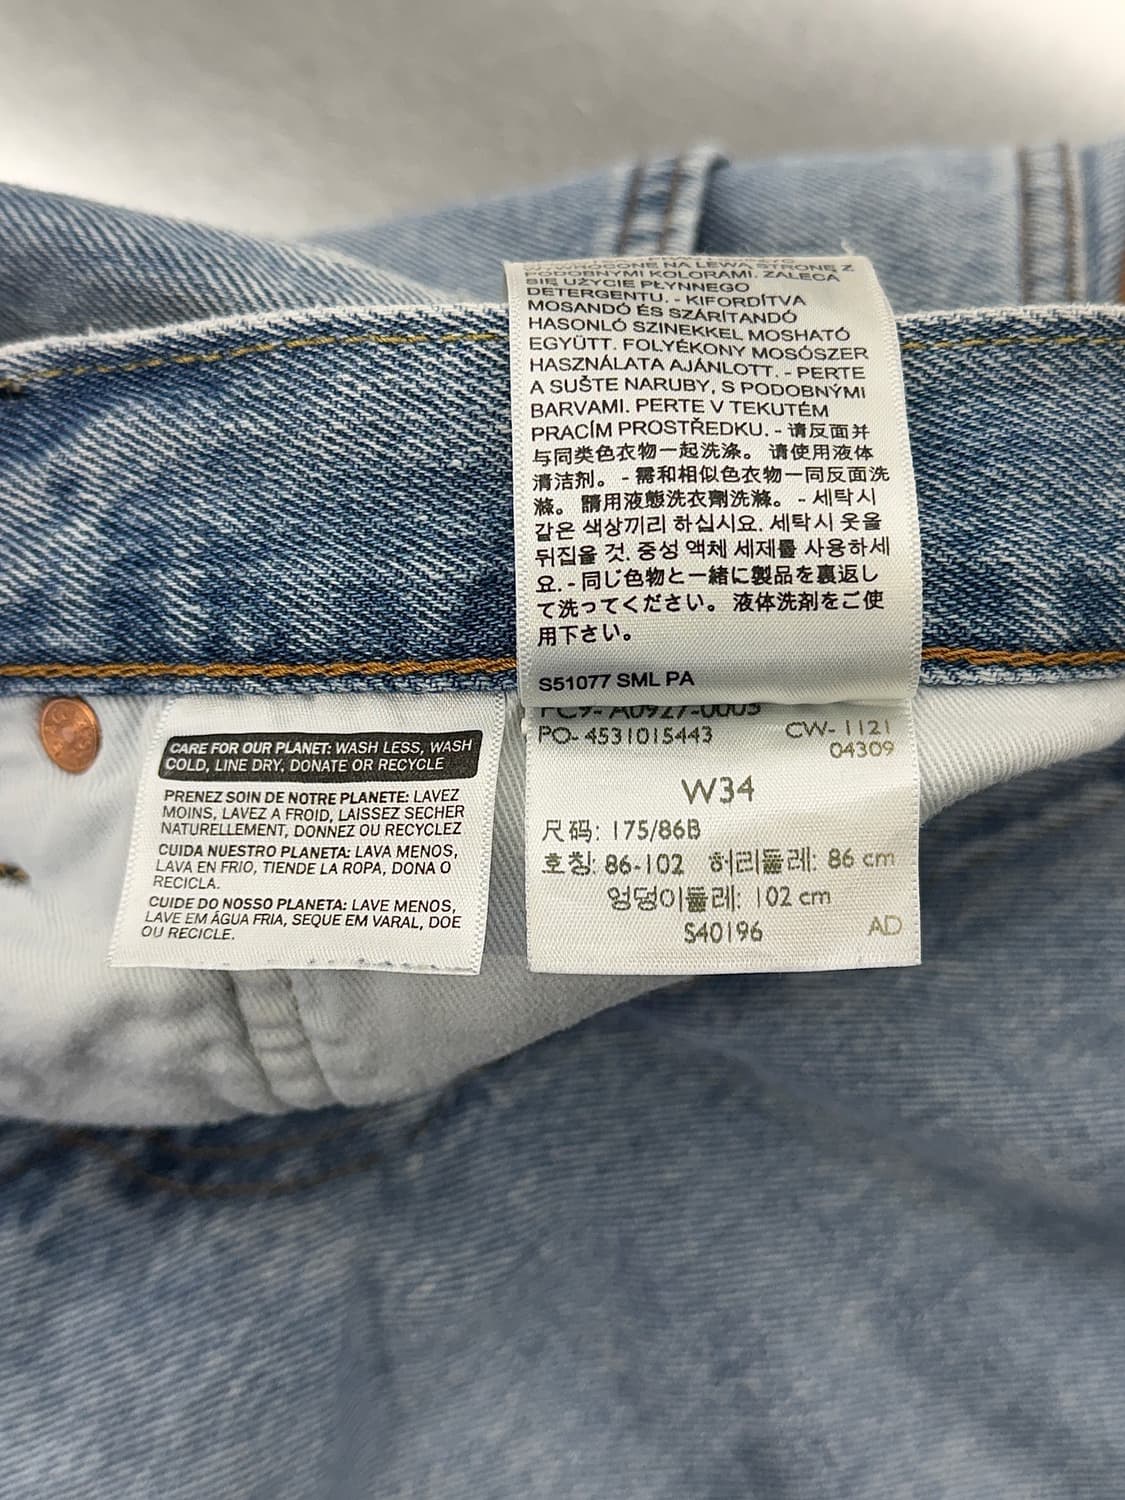 WYWRÓCONE NA LEWĄ STRONĘ Z
PODOBNYMI KOLORAMI. ZALECA
SIĘ UŻYCIE PŁYNNEGO
DETERGENTU. - KIFORDÍTVA
MOSANDÓ ÉS SZÁRÍTANDÓ
HASONLÓ SZINEKKEL MOSHATÓ
EGYÜTT. FOLYÉKONY MOSÓSZER
HASZNÁLATA AJÁNLOTT. - PERTE
A SUŠTE NARUBY, S PODOBNÝMI
BARVAMI. PERTE V TEKUTÉM
PRACÍM PROSTŘEDKU. - 请反面并
与同类色衣物一起洗涤。 请使用液体
清洁剂。 - 需和相似色衣物一同反面洗
滌。 請用液態洗衣劑洗滌。 - 세탁시
같은 색상끼리 하십시요. 세탁시 옷을
뒤집을 것. 중성 액체 세제를 사용하세
요. - 同じ色物と一緒に製品を裏返し
て洗ってください。 液体洗剤をご使
用下さい。
S51077 SML PA
PC9- A0927-0003
PO- 4531015443 CW- 1121
04309
W34
尺码: 175/86B
호칭: 86-102 허리둘레: 86 cm
엉덩이둘레: 102 cm
S40196 AD
CARE FOR OUR PLANET: WASH LESS, WASH
COLD, LINE DRY, DONATE OR RECYCLE
PRENEZ SOIN DE NOTRE PLANETE: LAVEZ
MOINS, LAVEZ A FROID, LAISSEZ SECHER
NATURELLEMENT, DONNEZ OU RECYCLEZ
CUIDA NUESTRO PLANETA: LAVA MENOS,
LAVA EN FRIO, TIENDE LA ROPA, DONA O
RECICLA.
CUIDE DO NOSSO PLANETA: LAVE MENOS,
LAVE EM ÁGUA FRIA, SEQUE EM VARAL, DOE
OU RECICLE.